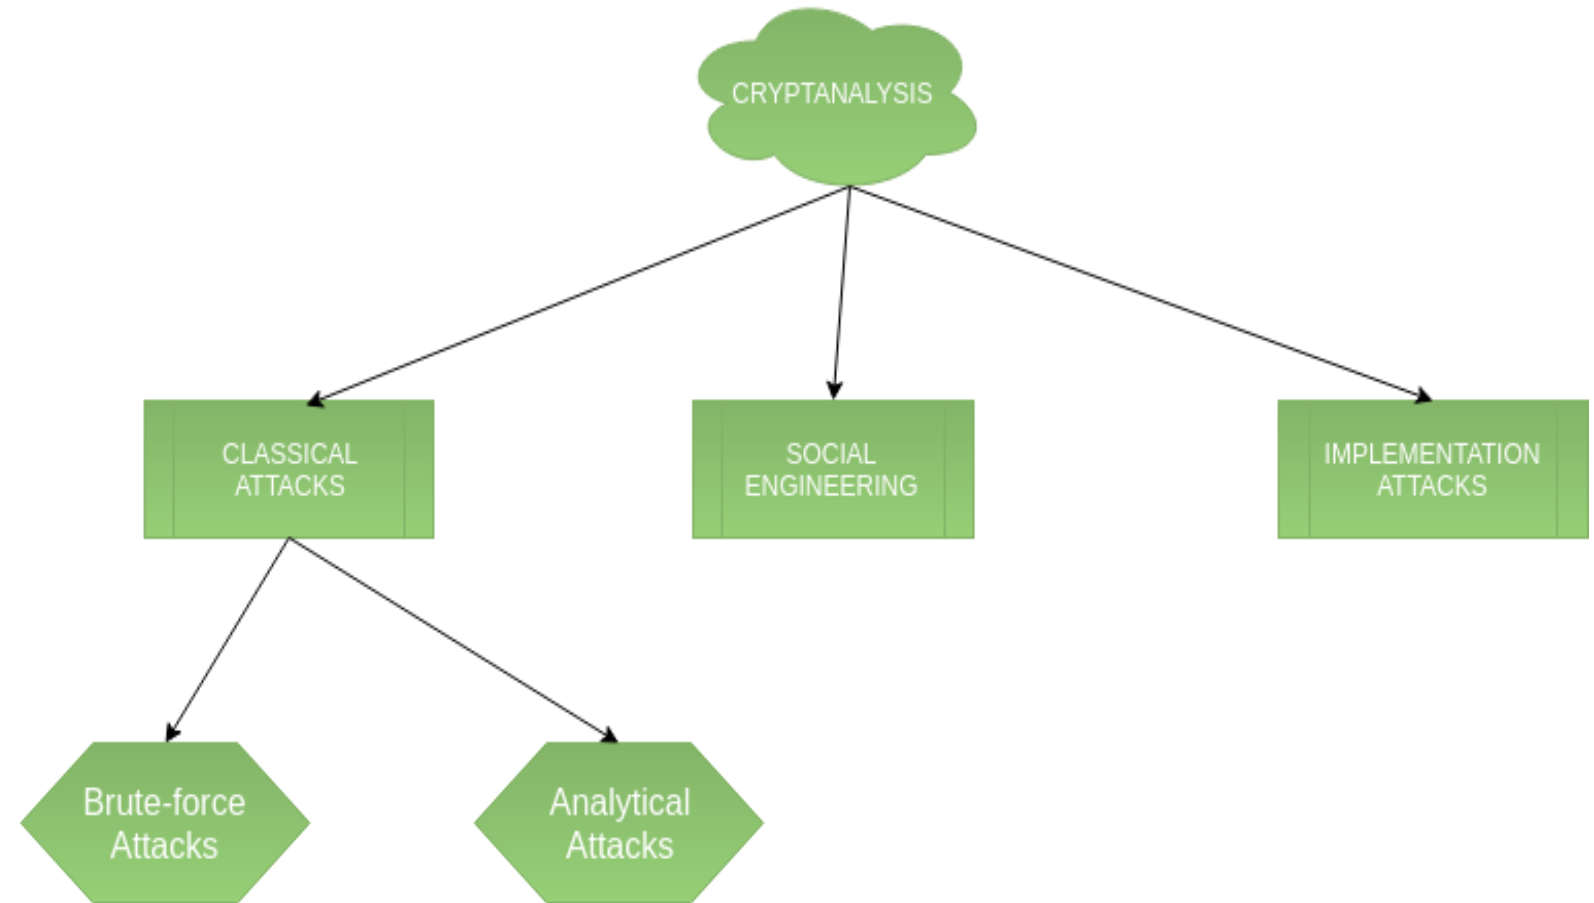 CRYPTANALYSIS
CLASSICAL
ATTACKS
SOCIAL
ENGINEERING
IMPLEMENTATION
ATTACKS
Brute-force
Attacks
Analytical
Attacks